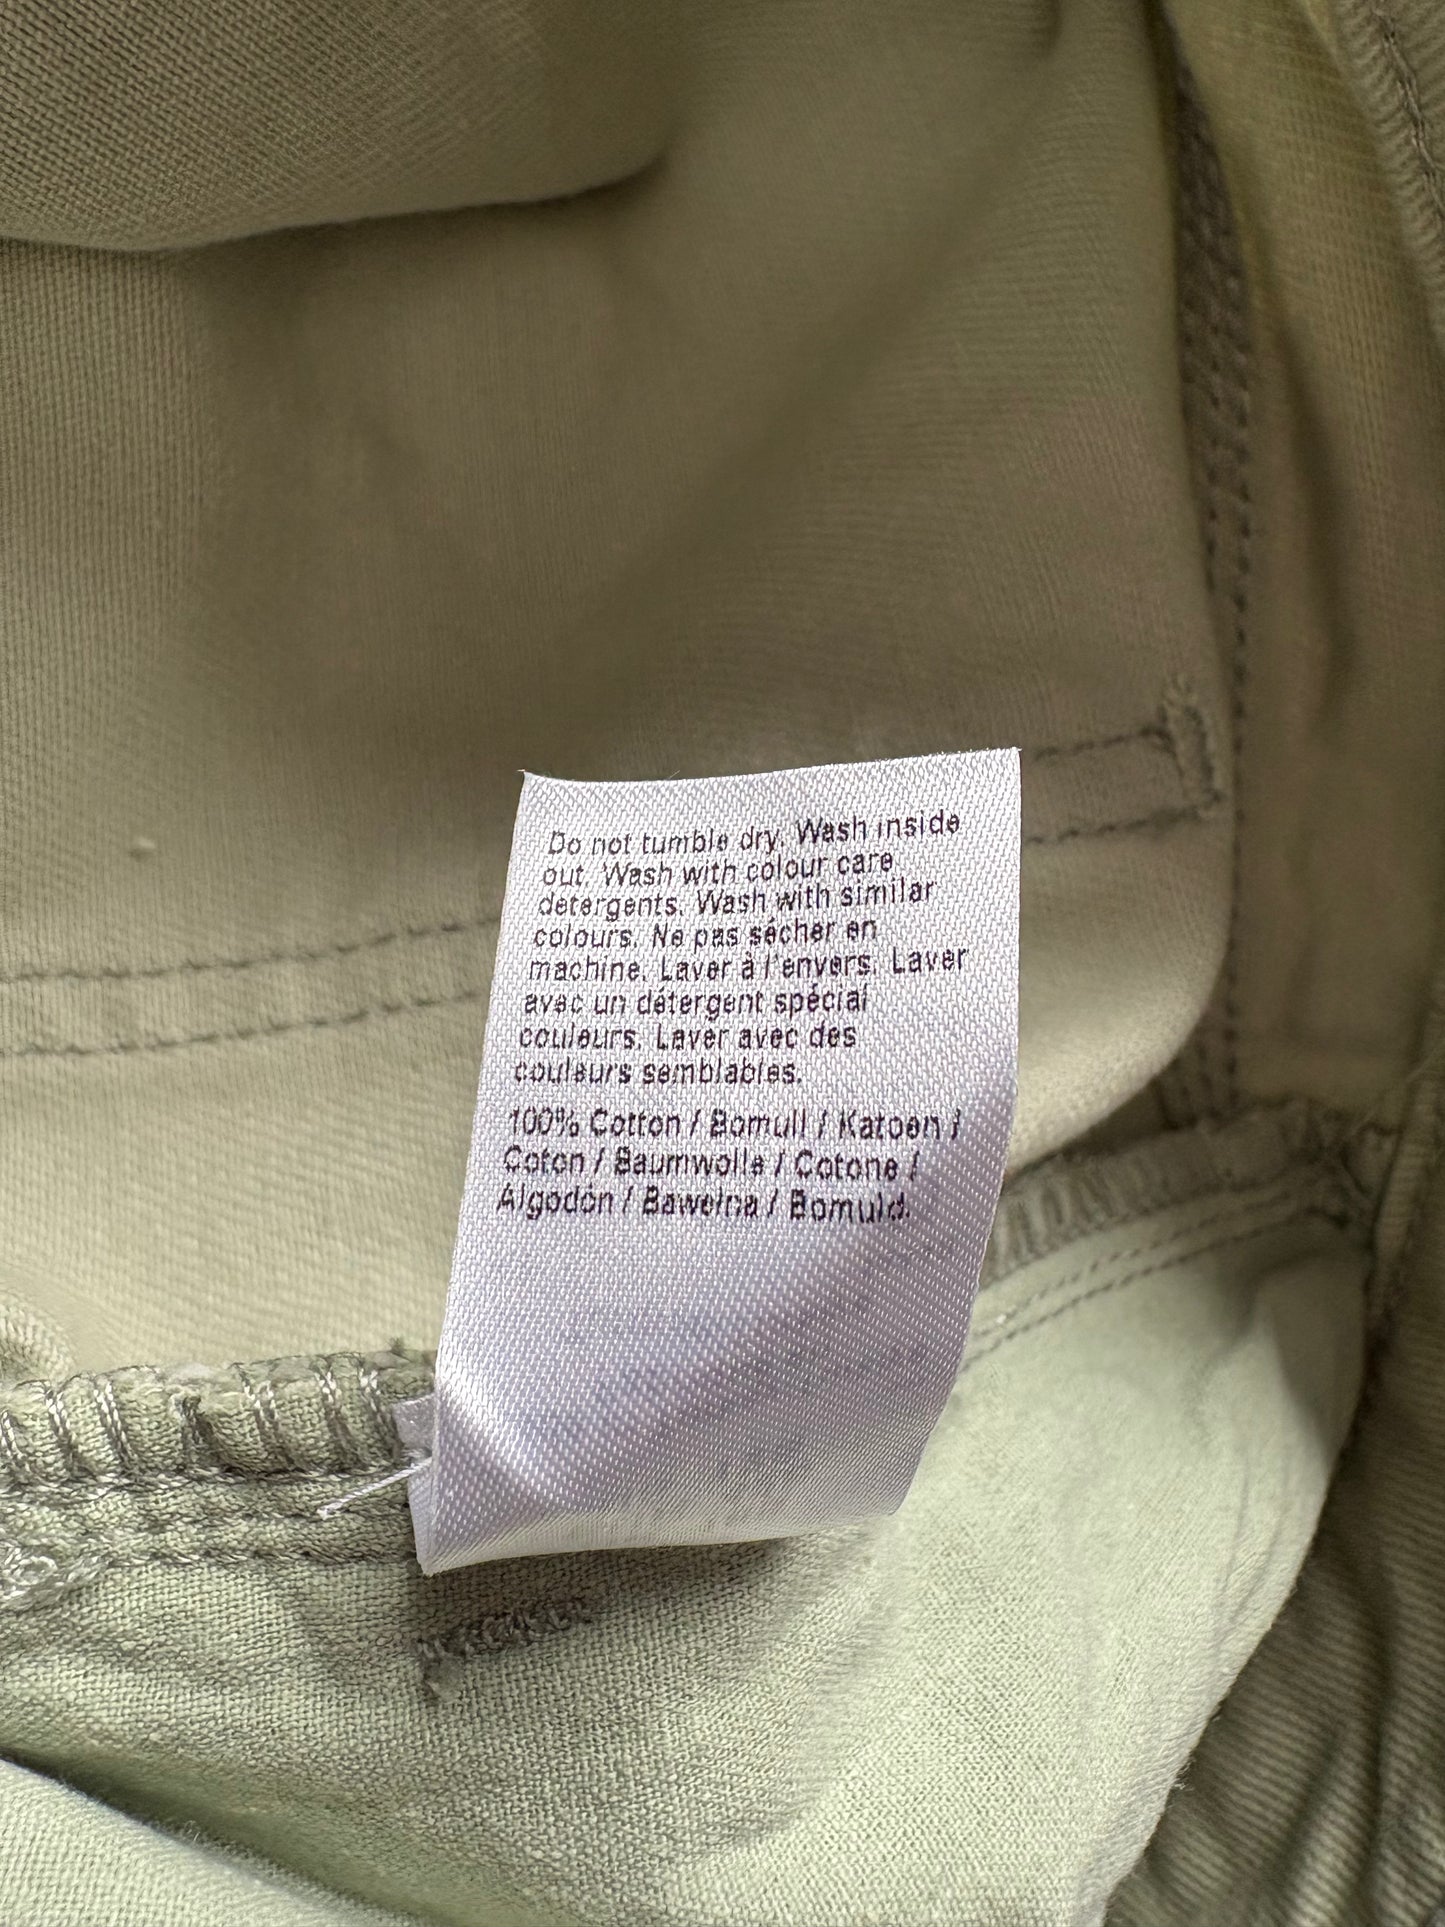 Do not tumble dry. Wash inside
out. Wash with colour care
detergents. Wash with similar
colours. Ne pas sécher en
machine. Laver à l'envers. Laver
avec un détergent spécial
couleurs. Laver avec des
couleurs semblables.
100% Cotton / Bomull / Katoen /
Coton / Baumwolle / Cotone /
Algodón / Bawełna / Bomuld.